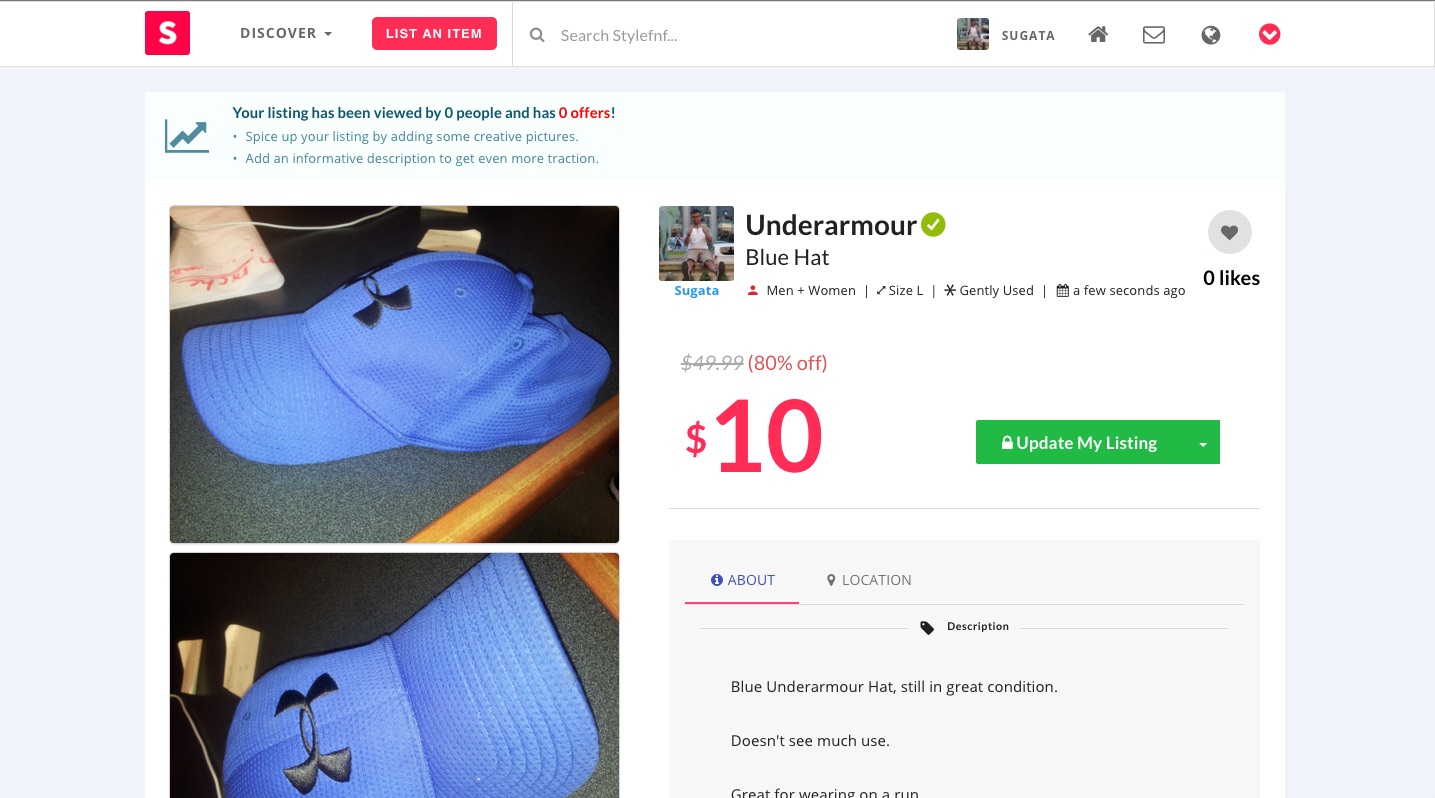 S
DISCOVER
LIST AN ITEM
Search Stylefnf...
SUGATA
Your listing has been viewed by 0 people and has 0 offers!
• Spice up your listing by adding some creative pictures.
• Add an informative description to get even more traction.
Underarmour
Blue Hat
Sugata
Men + Women | Size L | Gently Used | a few seconds ago
0 likes
$49.99 (80% off)
$10
Update My Listing
ABOUT
LOCATION
Description
Blue Underarmour Hat, still in great condition.
Doesn't see much use.
Great for wearing on a run